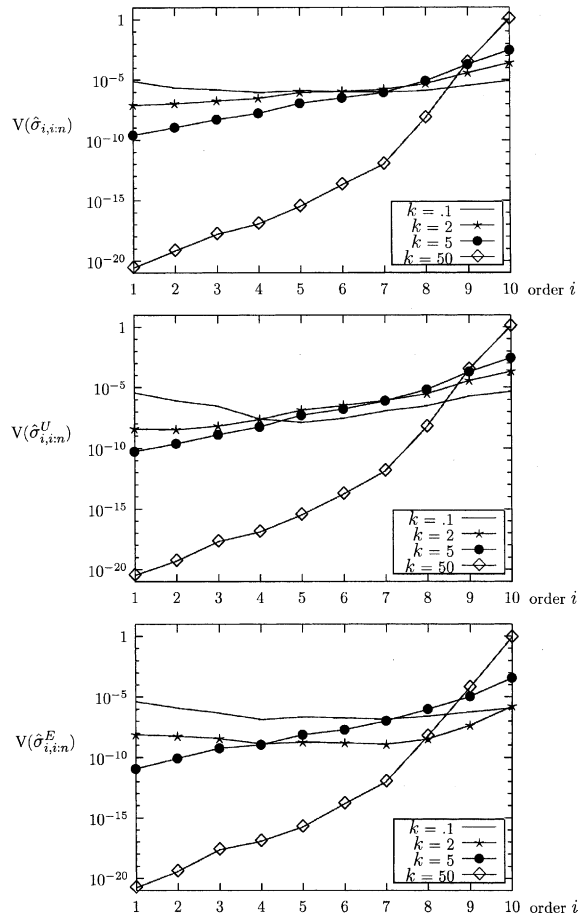 1
10⁻⁵
V(σ̂ᵢ,ᵢ:ₙ)
10⁻¹⁰
10⁻¹⁵
10⁻²⁰
k = .1
k = 2
k = 5
k = 50
1 2 3 4 5 6 7 8 9 10 order i
1
10⁻⁵
V(σ̂ᵁᵢ,ᵢ:ₙ)
10⁻¹⁰
10⁻¹⁵
10⁻²⁰
k = .1
k = 2
k = 5
k = 50
1 2 3 4 5 6 7 8 9 10 order i
1
10⁻⁵
V(σ̂ᴱᵢ,ᵢ:ₙ)
10⁻¹⁰
10⁻¹⁵
10⁻²⁰
k = .1
k = 2
k = 5
k = 50
1 2 3 4 5 6 7 8 9 10 order i